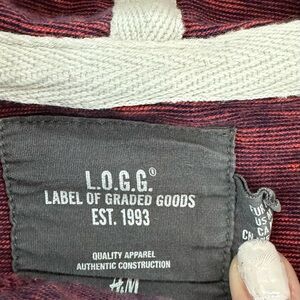 L.O.G.G.®
LABEL OF GRADED GOODS
EST. 1993
QUALITY APPAREL
AUTHENTIC CONSTRUCTION
H&M